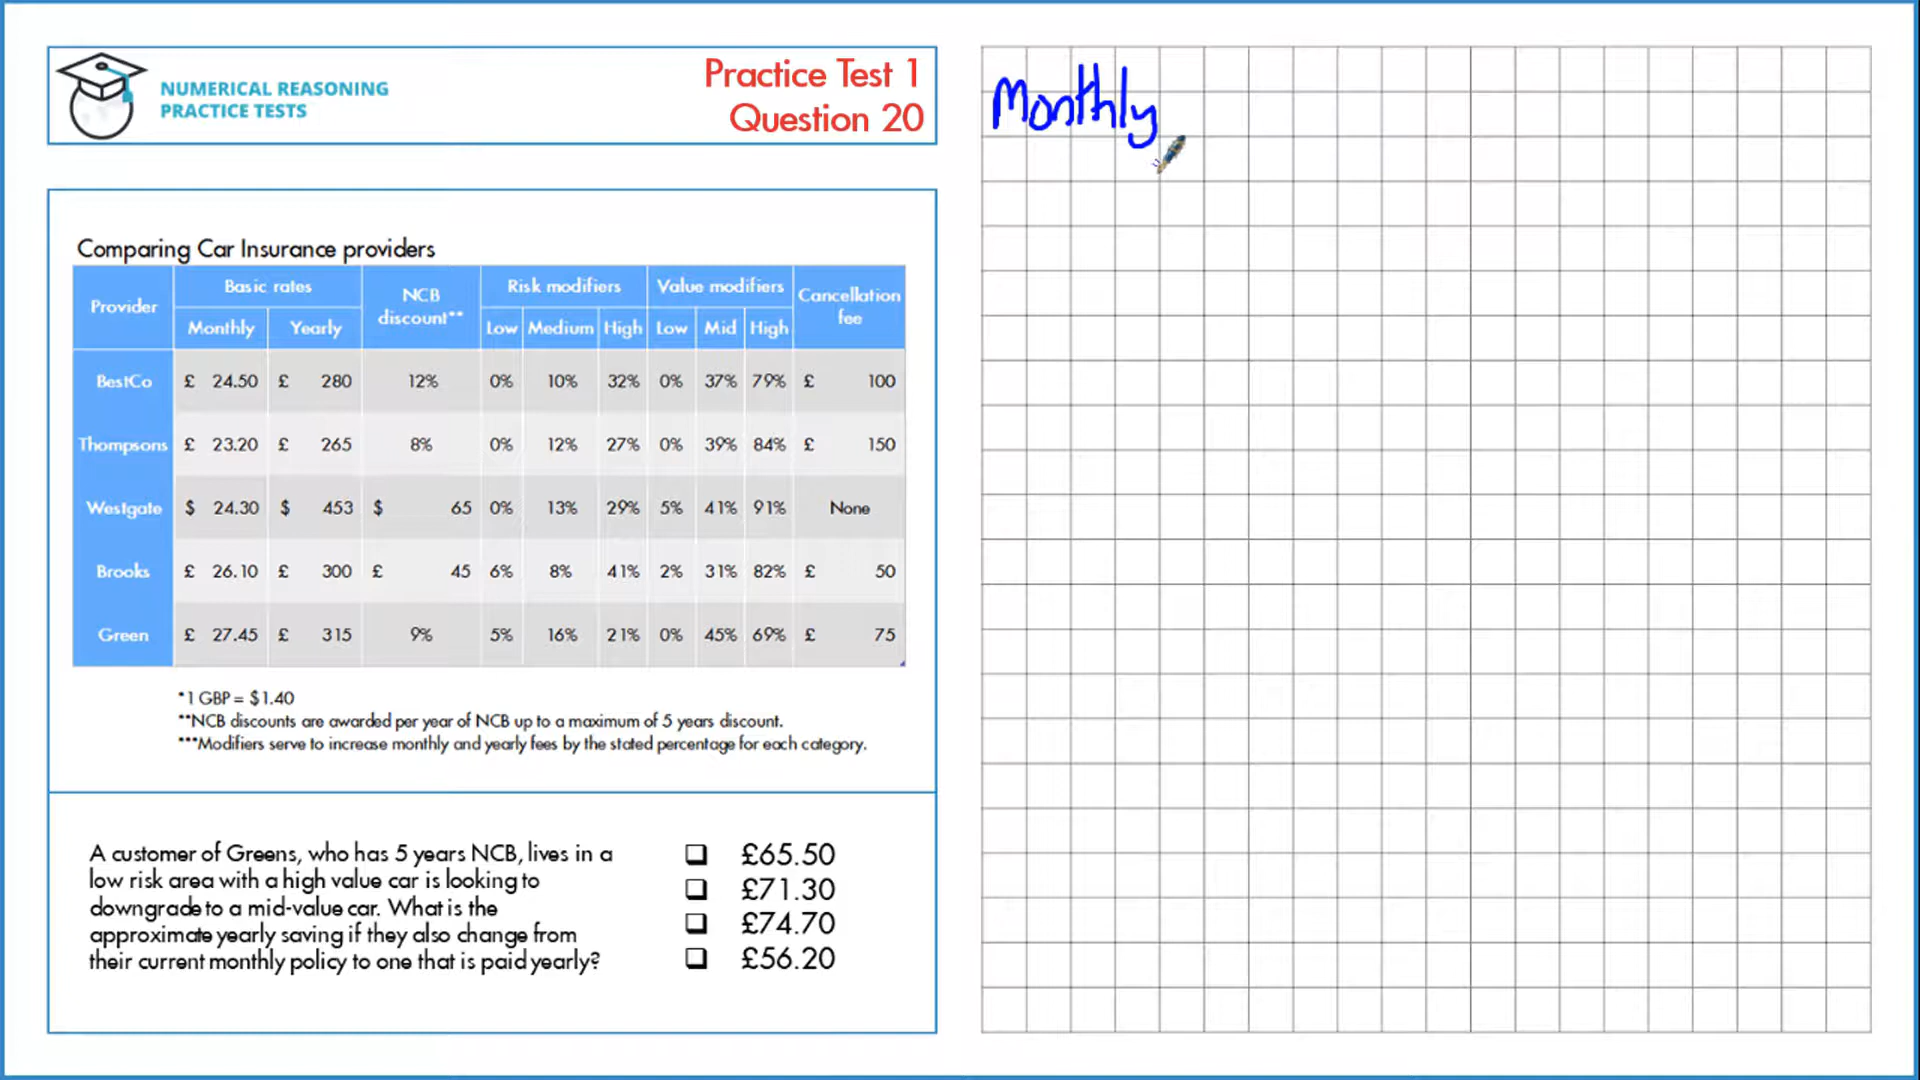 NUMERICAL REASONING
PRACTICE TESTS
Practice Test 1
Question 20
Monthly
Comparing Car Insurance providers
Provider Basic rates NCB discount** Risk modifiers Value modifiers Cancellation fee
Monthly Yearly Low Medium High Low Mid High
BestCo £ 24.50 £ 280 12% 0% 10% 32% 0% 37% 79% £ 100
Thompsons £ 23.20 £ 265 8% 0% 12% 27% 0% 39% 84% £ 150
Westgate $ 24.30 $ 453 $ 65 0% 13% 29% 5% 41% 91% None
Brooks £ 26.10 £ 300 £ 45 6% 8% 41% 2% 31% 82% £ 50
Green £ 27.45 £ 315 9% 5% 16% 21% 0% 45% 69% £ 75
*1 GBP = $1.40
**NCB discounts are awarded per year of NCB up to a maximum of 5 years discount.
***Modifiers serve to increase monthly and yearly fees by the stated percentage for each category.
A customer of Greens, who has 5 years NCB, lives in a
low risk area with a high value car is looking to
downgrade to a mid-value car. What is the
approximate yearly saving if they also change from
their current monthly policy to one that is paid yearly?
£65.50
£71.30
£74.70
£56.20